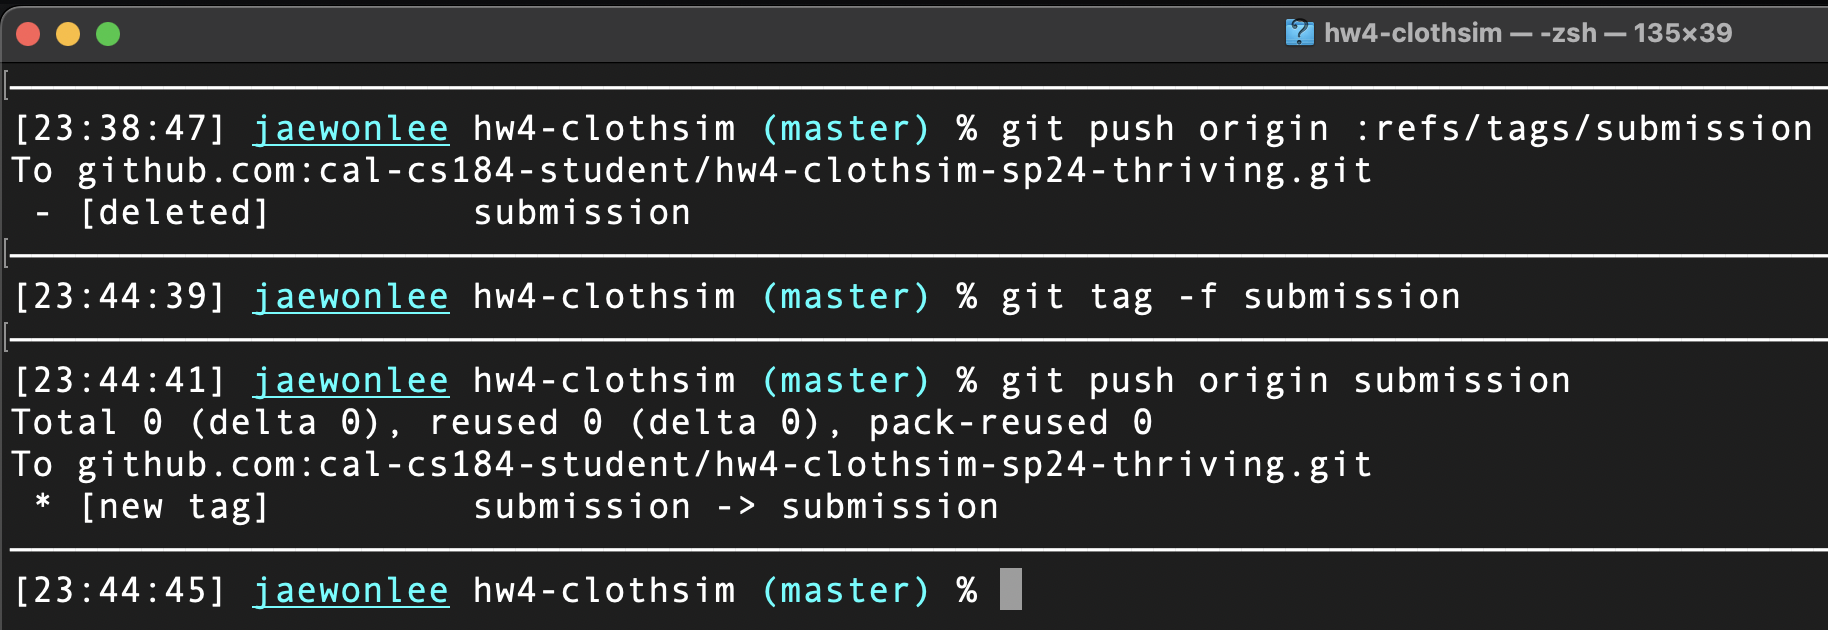 hw4-clothsim — -zsh — 135×39
[23:38:47] jaewonlee hw4-clothsim (master) % git push origin :refs/tags/submission
To github.com:cal-cs184-student/hw4-clothsim-sp24-thriving.git
 - [deleted]         submission
[23:44:39] jaewonlee hw4-clothsim (master) % git tag -f submission
[23:44:41] jaewonlee hw4-clothsim (master) % git push origin submission
Total 0 (delta 0), reused 0 (delta 0), pack-reused 0
To github.com:cal-cs184-student/hw4-clothsim-sp24-thriving.git
 * [new tag]         submission -> submission
[23:44:45] jaewonlee hw4-clothsim (master) %